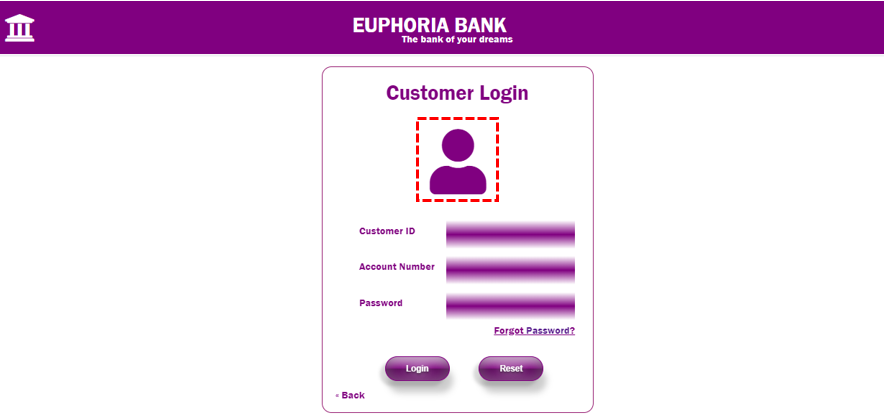 EUPHORIA BANK
The bank of your dreams
Customer Login
Customer ID
Account Number
Password
Forgot Password?
Login Reset
« Back